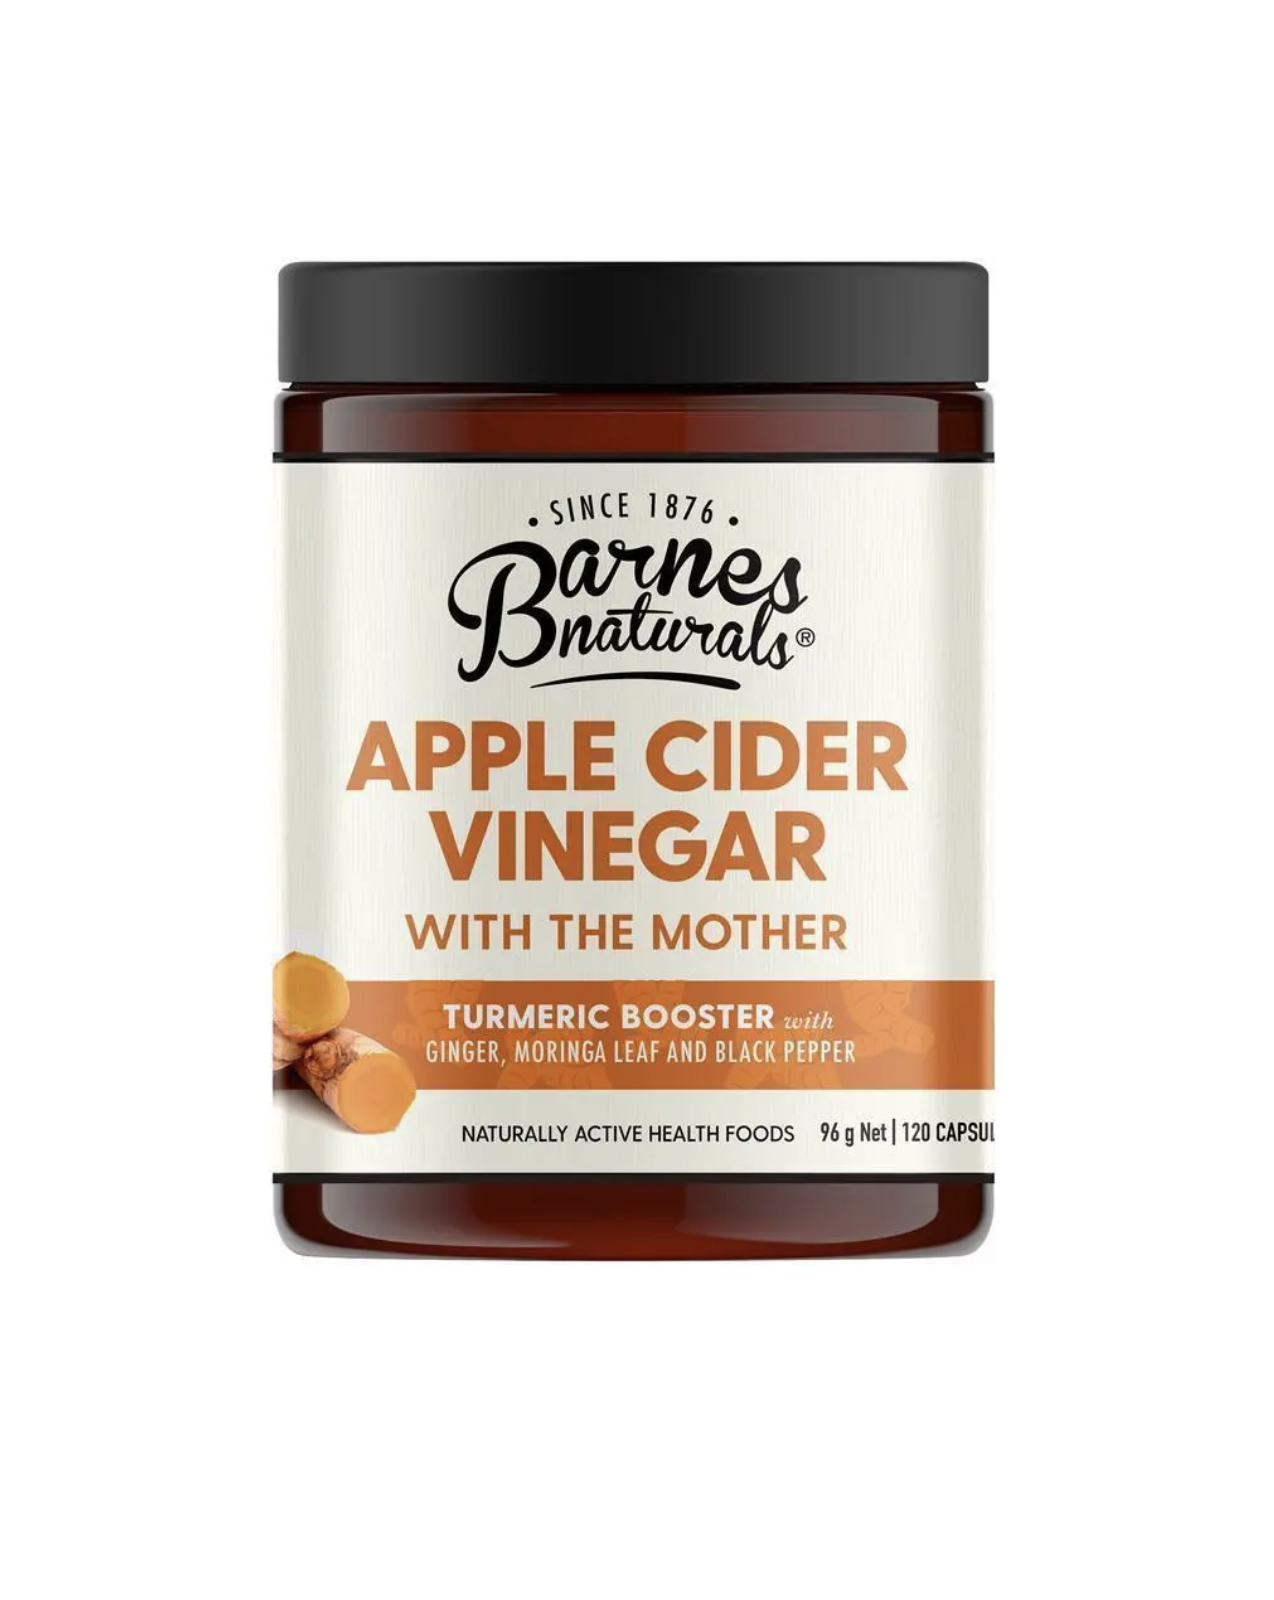 • SINCE 1876 •
Barnes
naturals®
APPLE CIDER
VINEGAR
WITH THE MOTHER
TURMERIC BOOSTER with
GINGER, MORINGA LEAF AND BLACK PEPPER
NATURALLY ACTIVE HEALTH FOODS 96 g Net | 120 CAPSUL